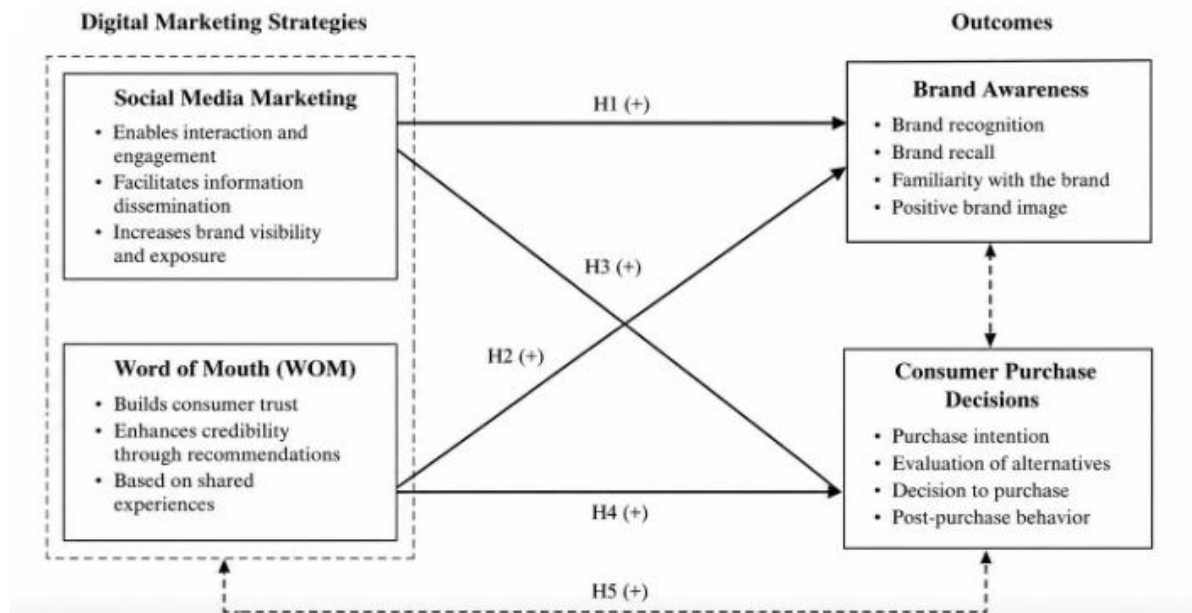 Digital Marketing Strategies
Outcomes
Social Media Marketing
• Enables interaction and
engagement
• Facilitates information
dissemination
• Increases brand visibility
and exposure
H1 (+)
Brand Awareness
• Brand recognition
• Brand recall
• Familiarity with the brand
• Positive brand image
H3 (+)
H2 (+)
Word of Mouth (WOM)
• Builds consumer trust
• Enhances credibility
through recommendations
• Based on shared
experiences
Consumer Purchase
Decisions
• Purchase intention
• Evaluation of alternatives
• Decision to purchase
• Post-purchase behavior
H4 (+)
H5 (+)